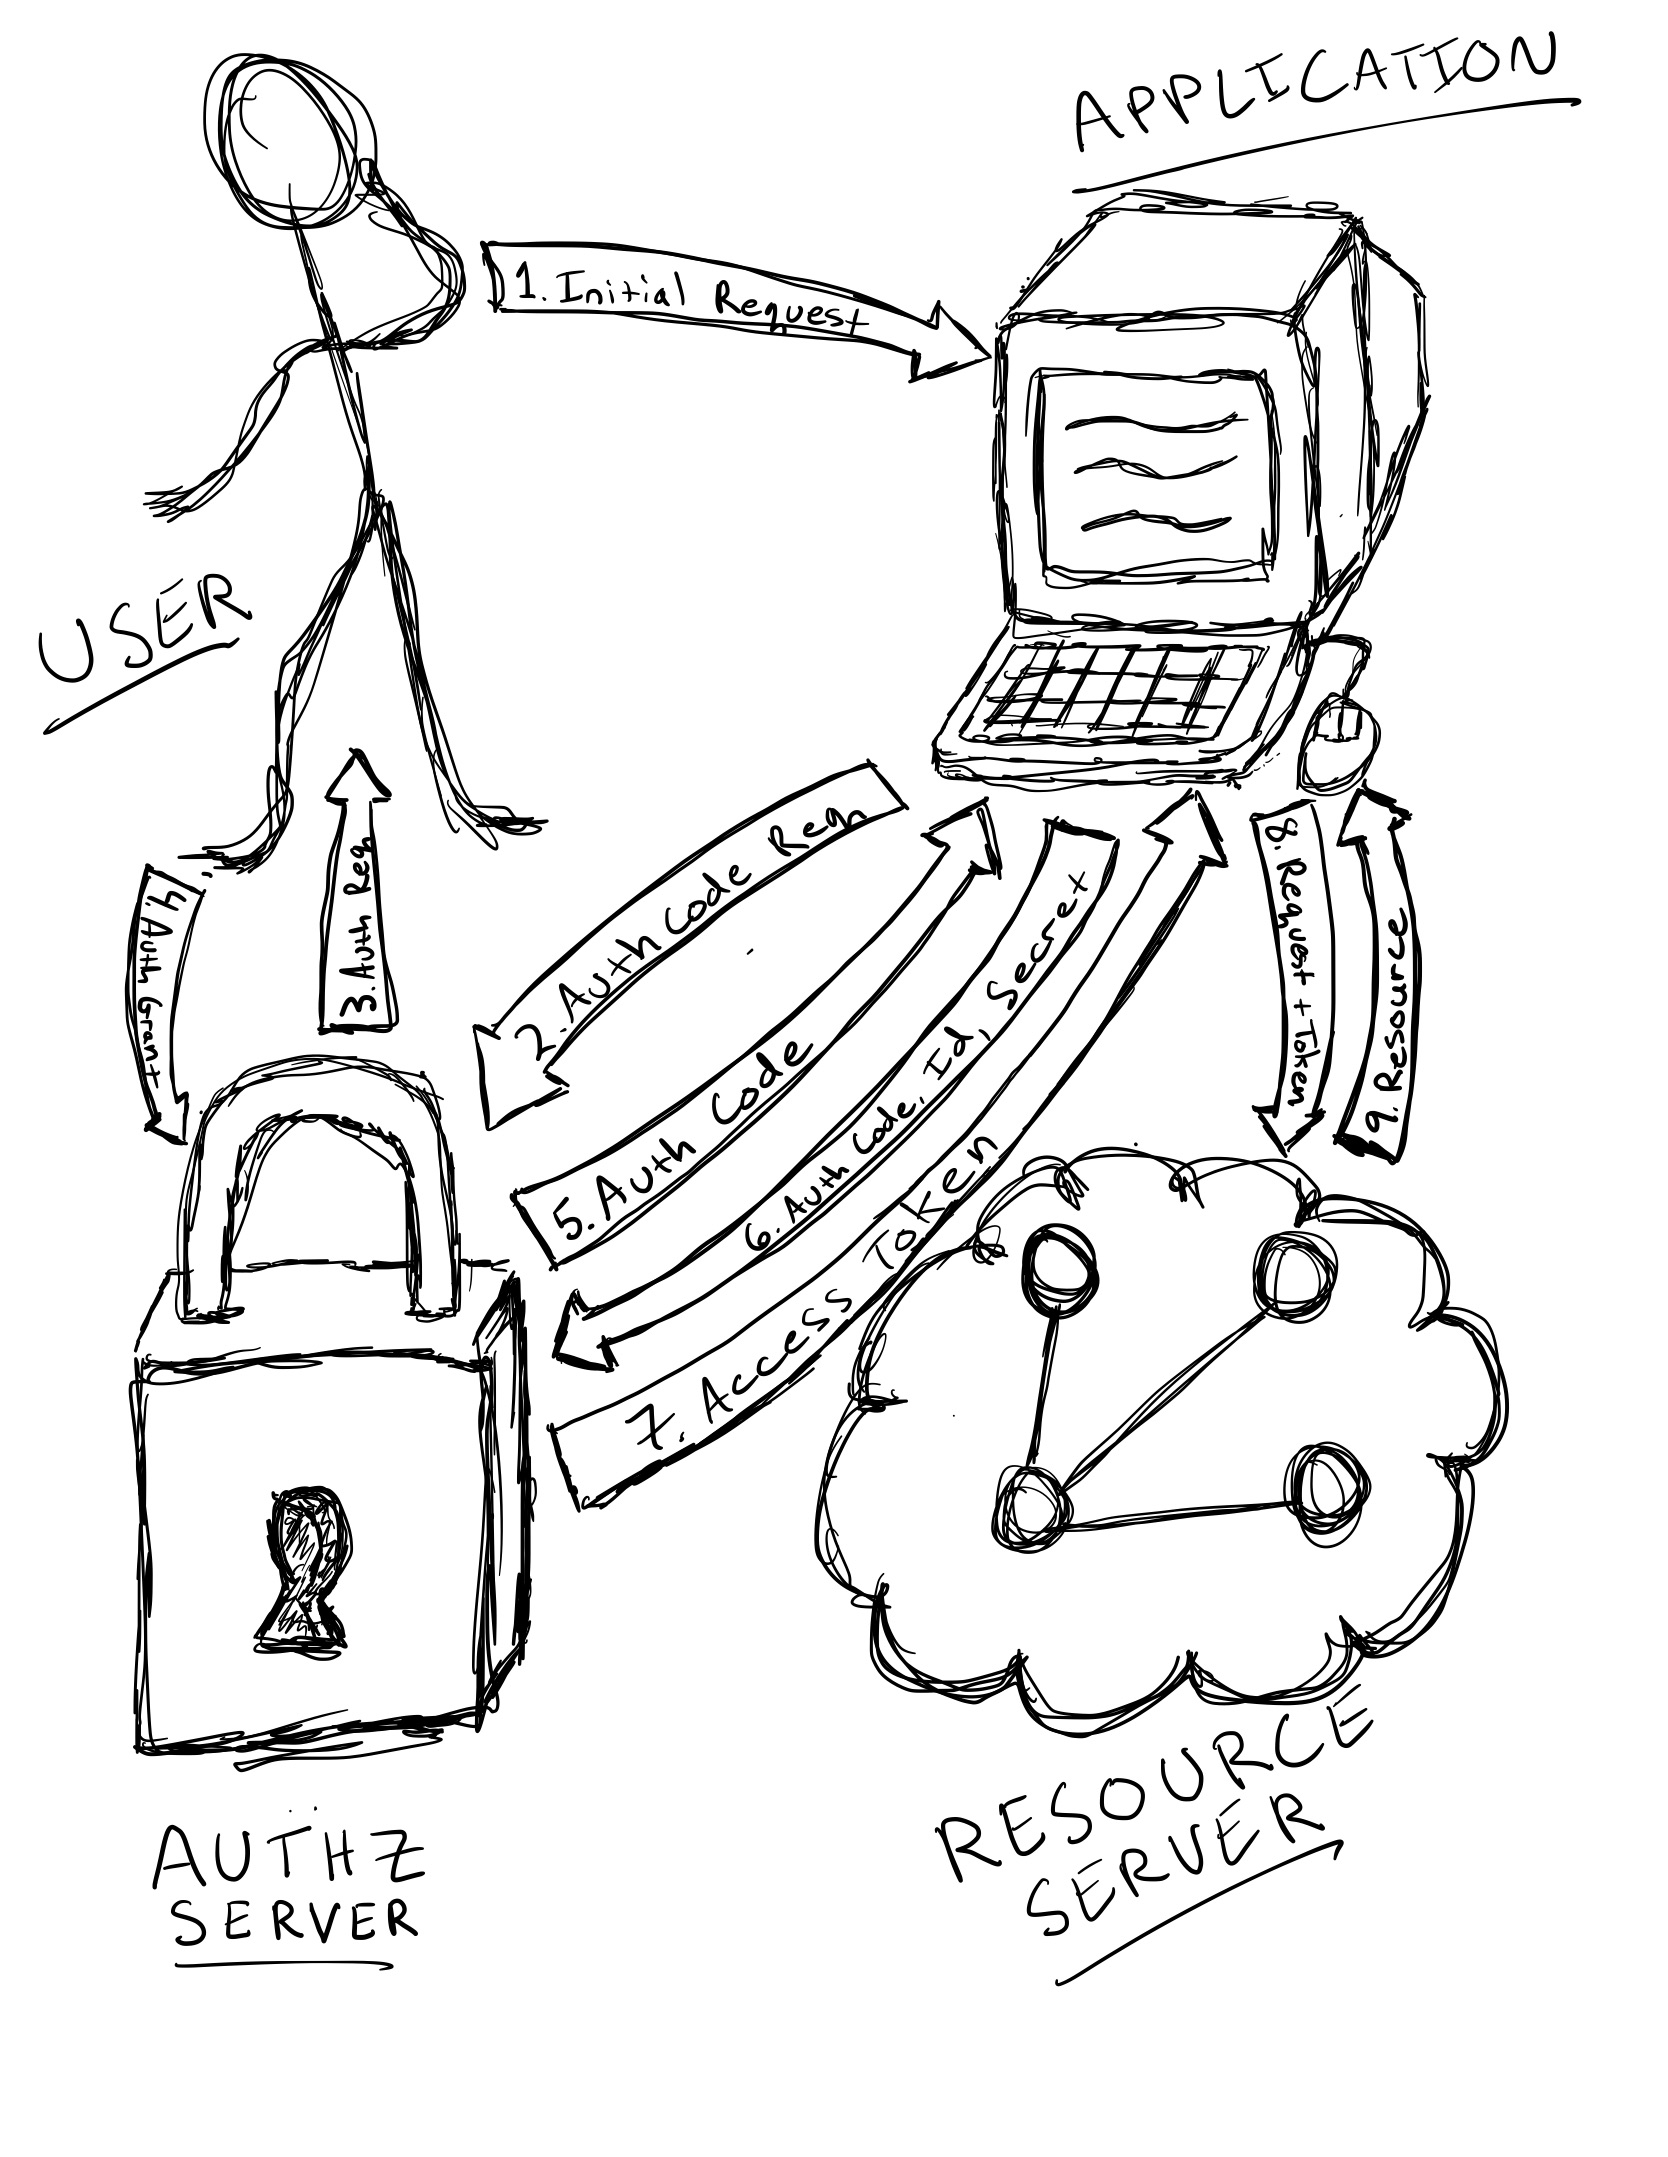 APPLICATION
1. Initial Request
USER
2. Auth Code Reqn
3. Auth Req
4. Auth Grant
5. Auth Code
6. Auth Code, Id, Secret
7. Access Token
8. Request + Token
9. Resource
AUTHZ
SERVER
RESOURCE
SERVER